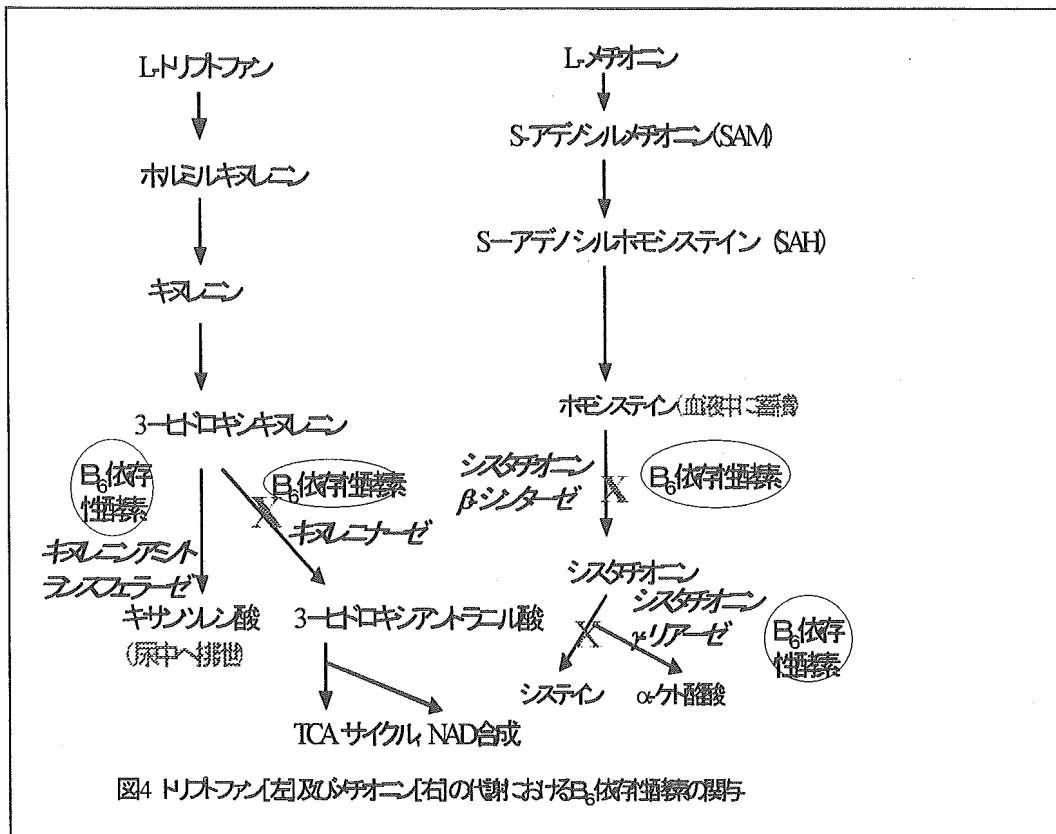 L-トリプトファン
ホルミルキヌレニン
キヌレニン
3―ヒドロキシキヌレニン
B6依存
性酵素
B6依存性酵素
X
キヌレニナーゼ
キヌレニンアミノト
ランスフェラーゼ
キサンツレン酸
(尿中へ排泄)
3―ヒドロキシアントラニル酸
TCAサイクル, NAD合成
L-メチオニン
S-アデノシルメチオニン(SAM)
S―アデノシルホモシステイン (SAH)
ホモシステイン(血液中に蓄積)
シスタチオニン
β-シンターゼ
X
B6依存性酵素
シスタチオニン
シスタチオニン
γ-リアーゼ
X
B6依存
性酵素
システイン
α-ケト酪酸
図4 トリプトファン[左]及びメチオニン[右]の代謝におけるB6依存性酵素の関与